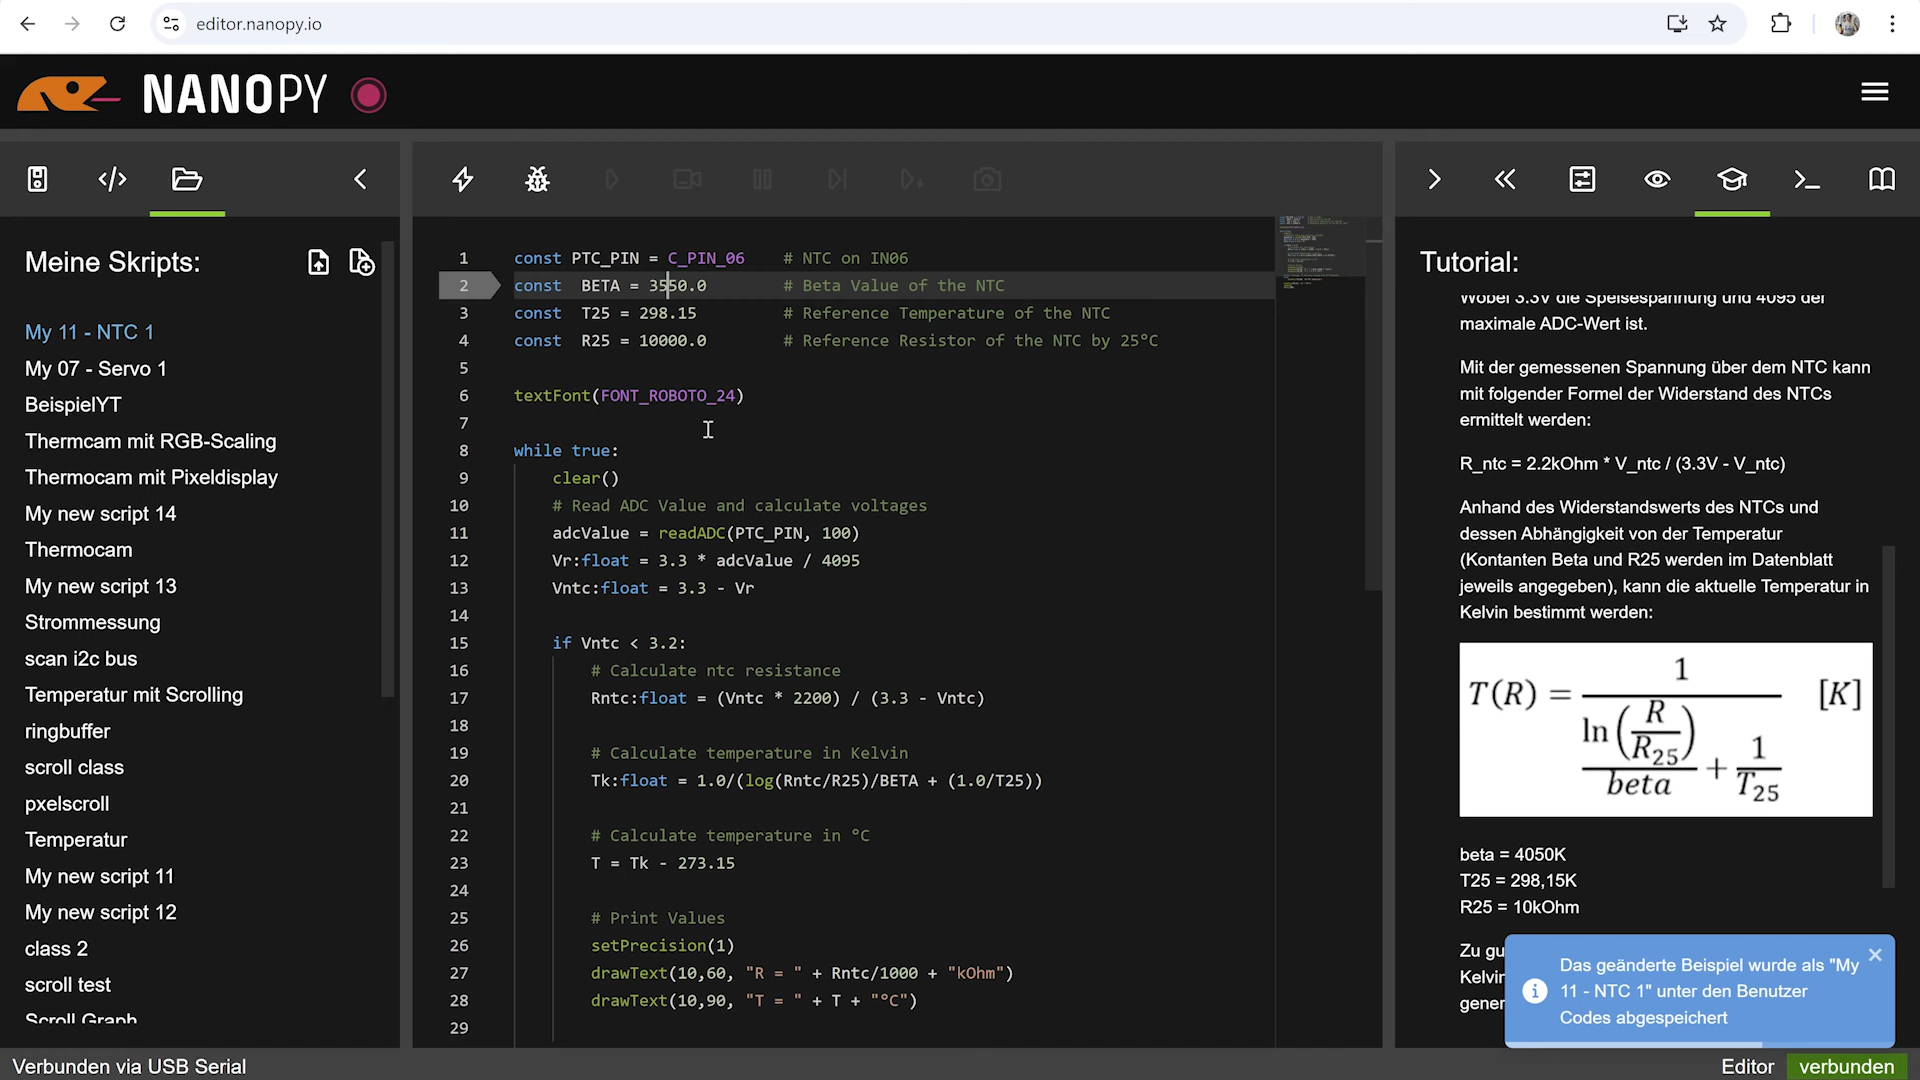 editor.nanopy.io
NANOPY
Meine Skripts:
My 11 - NTC 1
My 07 - Servo 1
BeispielYT
Thermcam mit RGB-Scaling
Thermocam mit Pixeldisplay
My new script 14
Thermocam
My new script 13
Strommessung
scan i2c bus
Temperatur mit Scrolling
ringbuffer
scroll class
pxelscroll
Temperatur
My new script 11
My new script 12
class 2
scroll test
Scroll Graph
1 const PTC_PIN = C_PIN_06 # NTC on IN06
2 const BETA = 3550.0 # Beta Value of the NTC
3 const T25 = 298.15 # Reference Temperature of the NTC
4 const R25 = 10000.0 # Reference Resistor of the NTC by 25°C
5
6 textFont(FONT_ROBOTO_24)
7
8 while true:
9 clear()
10 # Read ADC Value and calculate voltages
11 adcValue = readADC(PTC_PIN, 100)
12 Vr:float = 3.3 * adcValue / 4095
13 Vntc:float = 3.3 - Vr
14
15 if Vntc < 3.2:
16 # Calculate ntc resistance
17 Rntc:float = (Vntc * 2200) / (3.3 - Vntc)
18
19 # Calculate temperature in Kelvin
20 Tk:float = 1.0/(log(Rntc/R25)/BETA + (1.0/T25))
21
22 # Calculate temperature in °C
23 T = Tk - 273.15
24
25 # Print Values
26 setPrecision(1)
27 drawText(10,60, "R = " + Rntc/1000 + "kOhm")
28 drawText(10,90, "T = " + T + "°C")
29
Tutorial:
Wobei 3.3V die Speisespannung und 4095 der
maximale ADC-Wert ist.
Mit der gemessenen Spannung über dem NTC kann
mit folgender Formel der Widerstand des NTCs
ermittelt werden:
R_ntc = 2.2kOhm * V_ntc / (3.3V - V_ntc)
Anhand des Widerstandswerts des NTCs und
dessen Abhängigkeit von der Temperatur
(Kontanten Beta und R25 werden im Datenblatt
jeweils angegeben), kann die aktuelle Temperatur in
Kelvin bestimmt werden:
T(R) = 1 / (ln(R/R25)/beta + 1/T25) [K]
beta = 4050K
T25 = 298,15K
R25 = 10kOhm
Zu gu
Kelvin
gener
Das geänderte Beispiel wurde als "My
11 - NTC 1" unter den Benutzer
Codes abgespeichert
Verbunden via USB Serial
Editor
verbunden